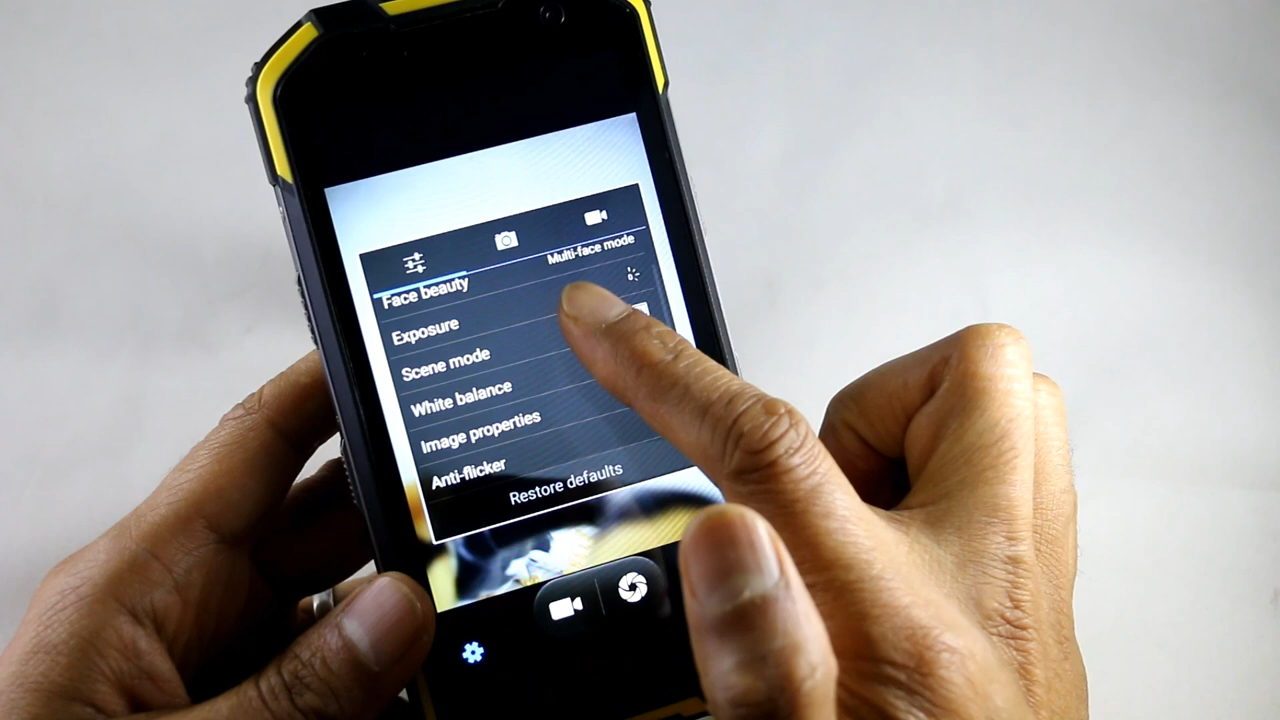 Multi-face mode
Face beauty
Exposure
Scene mode
White balance
Image properties
Anti-flicker
Restore defaults